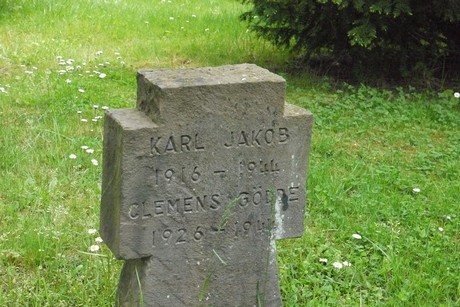 KARL JAKOB
1916 – 1944
CLEMENS GÖDDE
1926 –